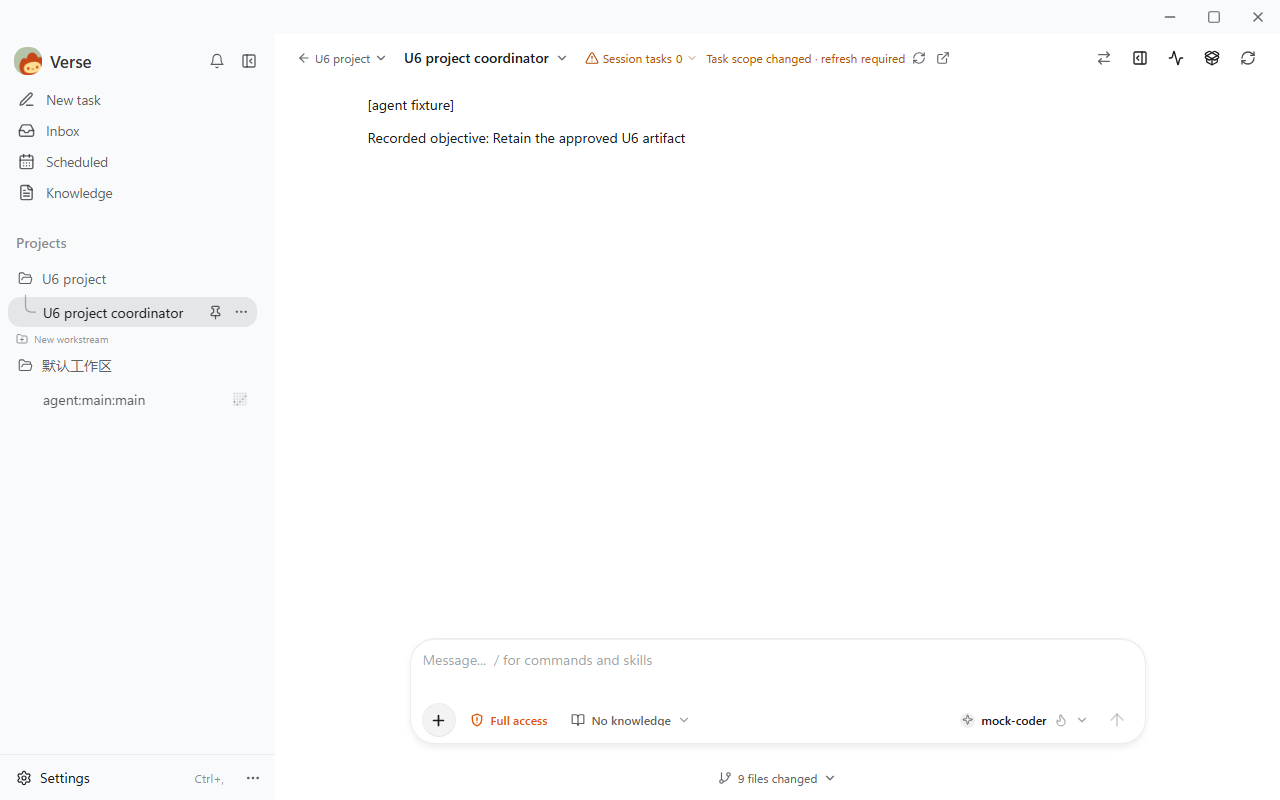 Verse
New task
Inbox
Scheduled
Knowledge
Projects
U6 project
U6 project coordinator
New workstream
默认工作区
agent:main:main
Settings
Ctrl+,
U6 project
U6 project coordinator
Session tasks 0
Task scope changed · refresh required
[agent fixture]
Recorded objective: Retain the approved U6 artifact
Message... / for commands and skills
Full access
No knowledge
mock-coder
9 files changed